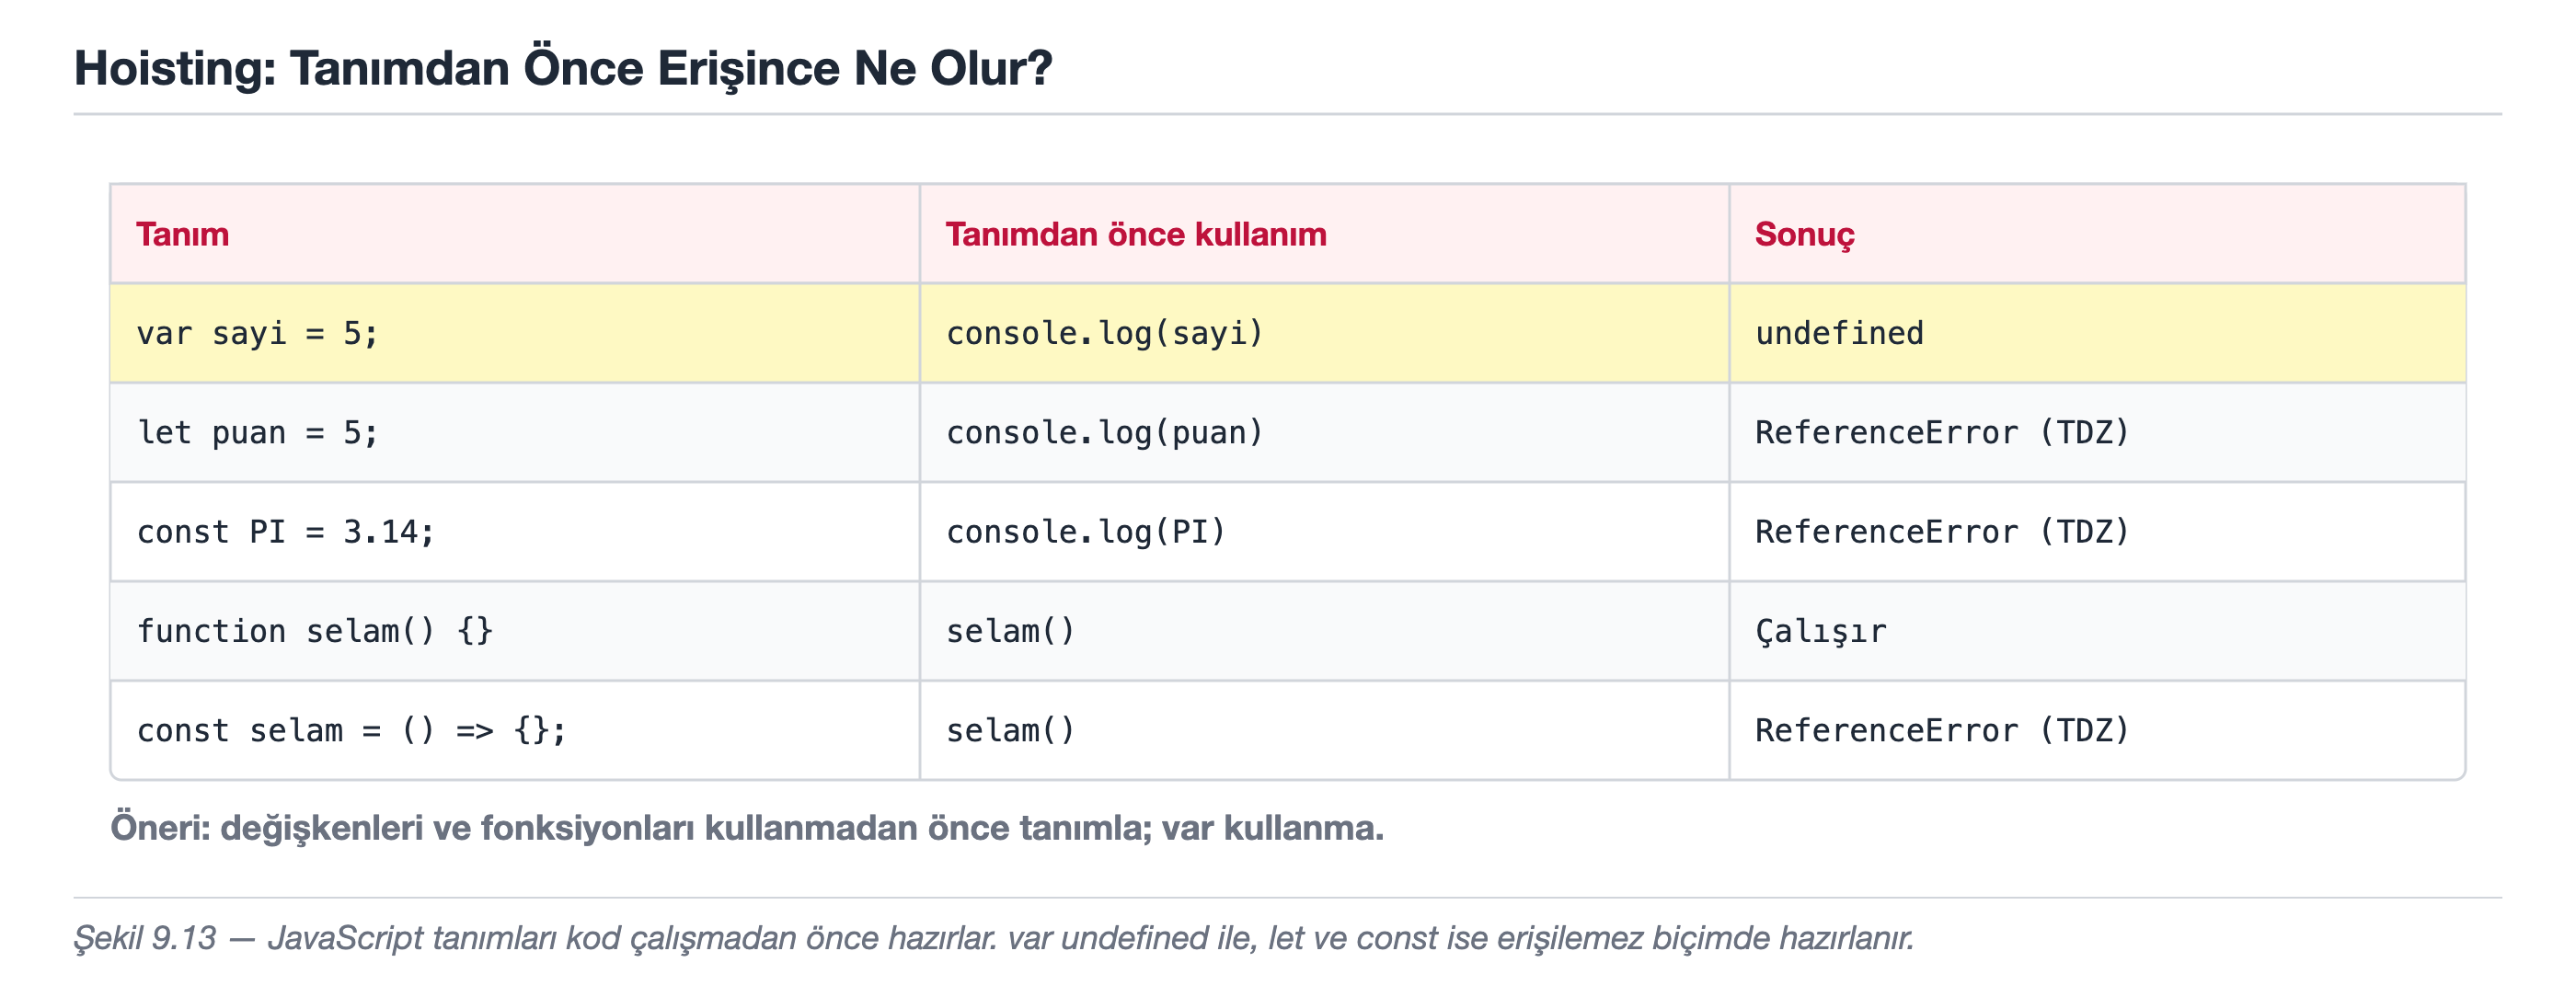 Hoisting: Tanımdan Önce Erişince Ne Olur?
Tanım	Tanımdan önce kullanım	Sonuç
var sayi = 5;	console.log(sayi)	undefined
let puan = 5;	console.log(puan)	ReferenceError (TDZ)
const PI = 3.14;	console.log(PI)	ReferenceError (TDZ)
function selam() {}	selam()	Çalışır
const selam = () => {};	selam()	ReferenceError (TDZ)
Öneri: değişkenleri ve fonksiyonları kullanmadan önce tanımla; var kullanma.
Şekil 9.13 — JavaScript tanımları kod çalışmadan önce hazırlar. var undefined ile, let ve const ise erişilemez biçimde hazırlanır.